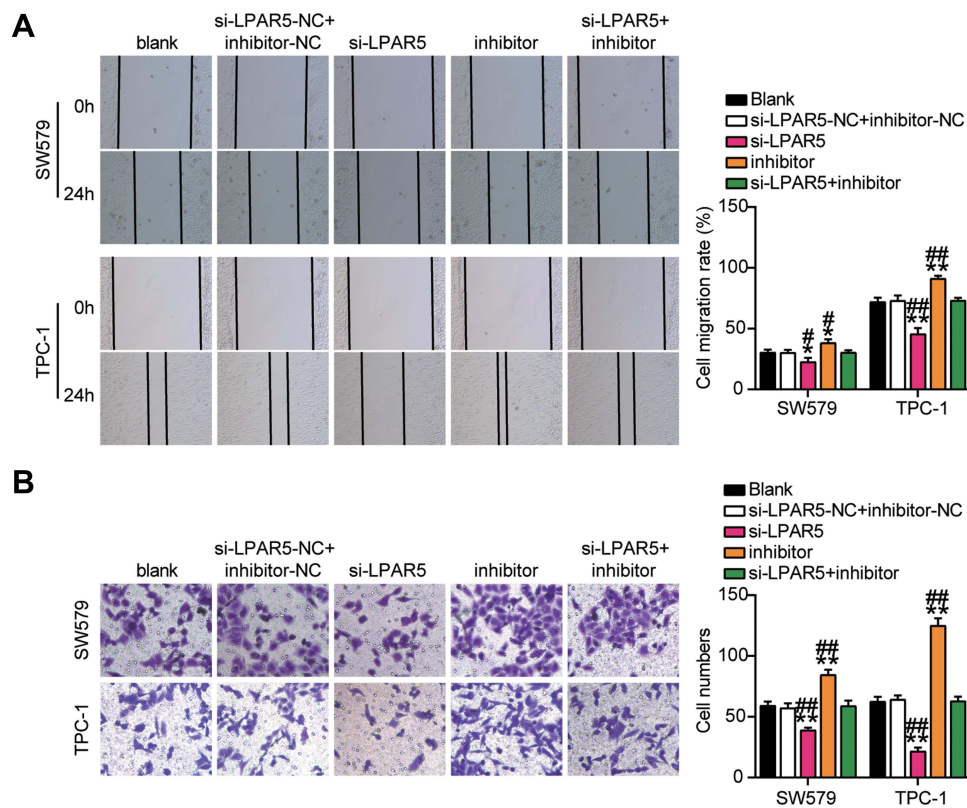 A
blank
si-LPAR5-NC+
inhibitor-NC
si-LPAR5
inhibitor
si-LPAR5+
inhibitor
SW579
0h
24h
TPC-1
0h
24h
Blank
si-LPAR5-NC+inhibitor-NC
si-LPAR5
inhibitor
si-LPAR5+inhibitor
Cell migration rate (%)
150
100
50
0
#
*
#
*
##
**
##
**
SW579
TPC-1
B
blank
si-LPAR5-NC+
inhibitor-NC
si-LPAR5
inhibitor
si-LPAR5+
inhibitor
SW579
TPC-1
Blank
si-LPAR5-NC+inhibitor-NC
si-LPAR5
inhibitor
si-LPAR5+inhibitor
Cell numbers
150
100
50
0
##
**
##
**
##
**
##
**
SW579
TPC-1